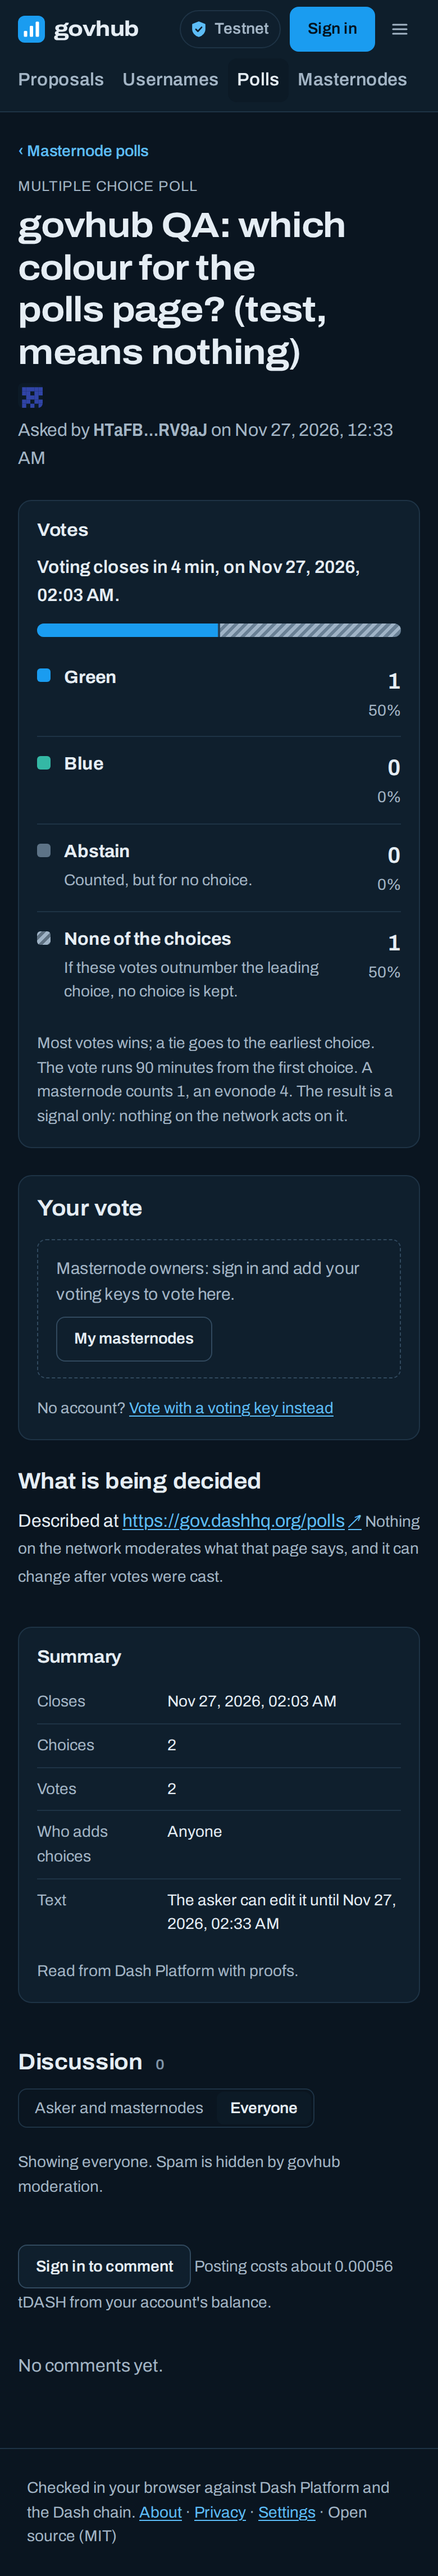 govhub
Testnet
Sign in
Proposals Usernames Polls Masternodes
‹ Masternode polls
MULTIPLE CHOICE POLL
govhub QA: which
colour for the
polls page? (test,
means nothing)
Asked by HTaFB…RV9aJ on Nov 27, 2026, 12:33
AM
Votes
Voting closes in 4 min, on Nov 27, 2026,
02:03 AM.
Green 1
50%
Blue 0
0%
Abstain 0
Counted, but for no choice. 0%
None of the choices 1
If these votes outnumber the leading 50%
choice, no choice is kept.
Most votes wins; a tie goes to the earliest choice.
The vote runs 90 minutes from the first choice. A
masternode counts 1, an evonode 4. The result is a
signal only: nothing on the network acts on it.
Your vote
Masternode owners: sign in and add your
voting keys to vote here.
My masternodes
No account? Vote with a voting key instead
What is being decided
Described at https://gov.dashhq.org/polls ↗ Nothing
on the network moderates what that page says, and it can
change after votes were cast.
Summary
Closes Nov 27, 2026, 02:03 AM
Choices 2
Votes 2
Who adds Anyone
choices
Text The asker can edit it until Nov 27,
2026, 02:33 AM
Read from Dash Platform with proofs.
Discussion 0
Asker and masternodes Everyone
Showing everyone. Spam is hidden by govhub
moderation.
Sign in to comment Posting costs about 0.00056
tDASH from your account's balance.
No comments yet.
Checked in your browser against Dash Platform and
the Dash chain. About · Privacy · Settings · Open
source (MIT)